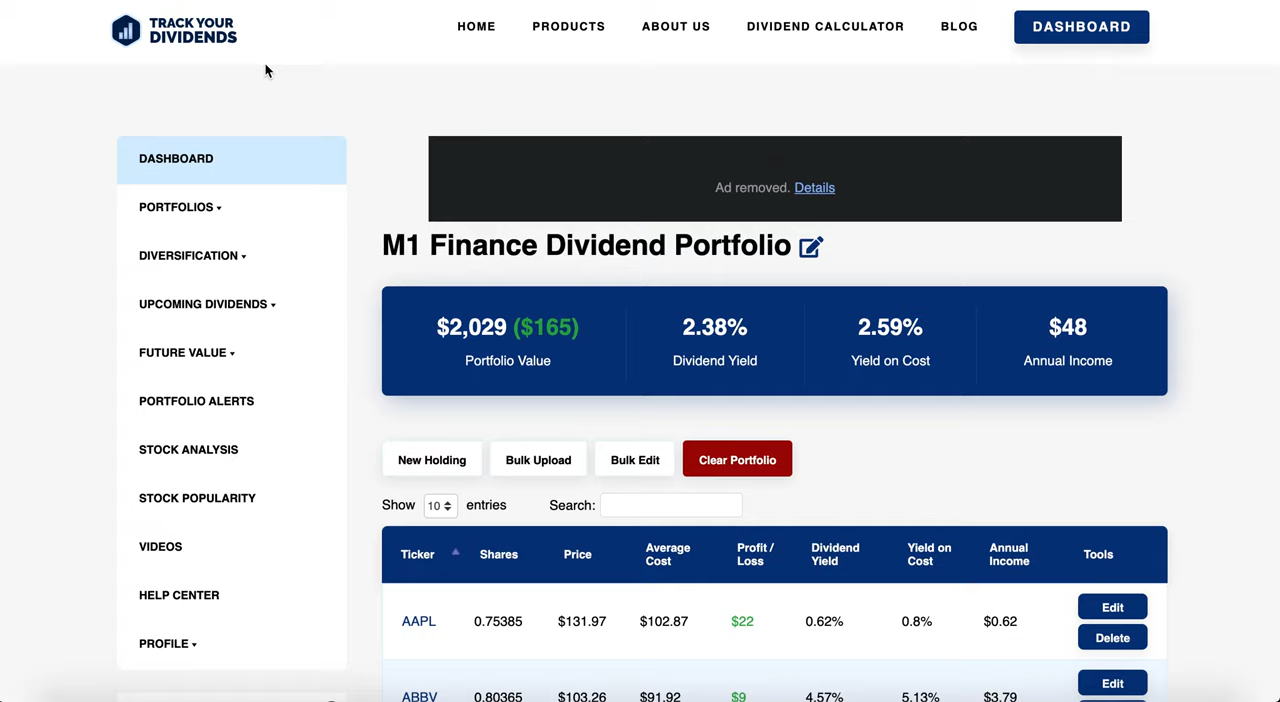 TRACK YOUR
DIVIDENDS
HOME PRODUCTS ABOUT US DIVIDEND CALCULATOR BLOG DASHBOARD
DASHBOARD
PORTFOLIOS
DIVERSIFICATION
UPCOMING DIVIDENDS
FUTURE VALUE
PORTFOLIO ALERTS
STOCK ANALYSIS
STOCK POPULARITY
VIDEOS
HELP CENTER
PROFILE
Ad removed. Details
M1 Finance Dividend Portfolio
$2,029 ($165) 2.38% 2.59% $48
Portfolio Value Dividend Yield Yield on Cost Annual Income
New Holding Bulk Upload Bulk Edit Clear Portfolio
Show 10 entries Search:
Ticker Shares Price Average Cost Profit / Loss Dividend Yield Yield on Cost Annual Income Tools
AAPL 0.75385 $131.97 $102.87 $22 0.62% 0.8% $0.62 Edit
Delete
ABBV 0.80365 $103.26 $91.92 $9 4.57% 5.13% $3.79 Edit